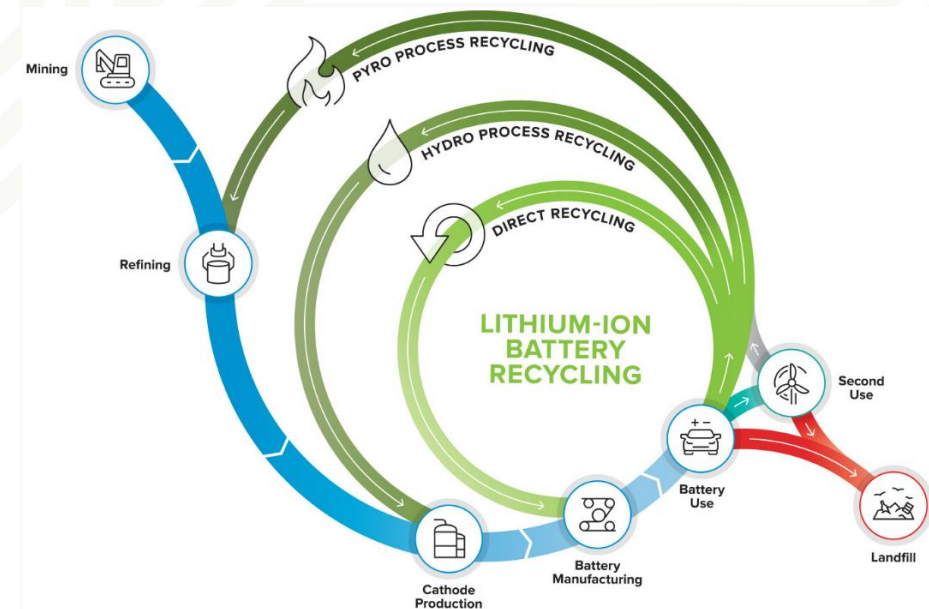 Mining
PYRO PROCESS RECYCLING
HYDRO PROCESS RECYCLING
DIRECT RECYCLING
Refining
LITHIUM-ION
BATTERY
RECYCLING
Second
Use
Battery
Use
Landfill
Battery
Manufacturing
Cathode
Production